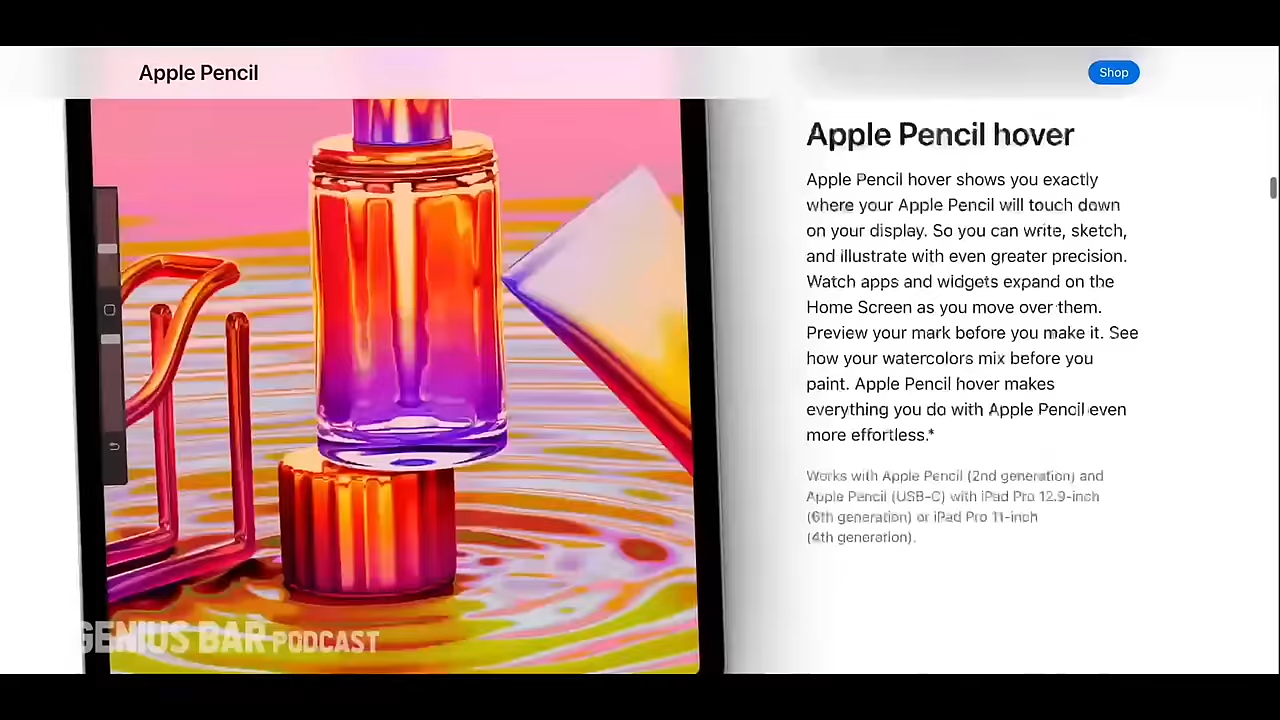 Apple Pencil
Shop
Apple Pencil hover
Apple Pencil hover shows you exactly
where your Apple Pencil will touch down
on your display. So you can write, sketch,
and illustrate with even greater precision.
Watch apps and widgets expand on the
Home Screen as you move over them.
Preview your mark before you make it. See
how your watercolors mix before you
paint. Apple Pencil hover makes
everything you do with Apple Pencil even
more effortless.*
Works with Apple Pencil (2nd generation) and
Apple Pencil (USB-C) with iPad Pro 12.9-inch
(6th generation) or iPad Pro 11-inch
(4th generation).
GENIUS BAR PODCAST